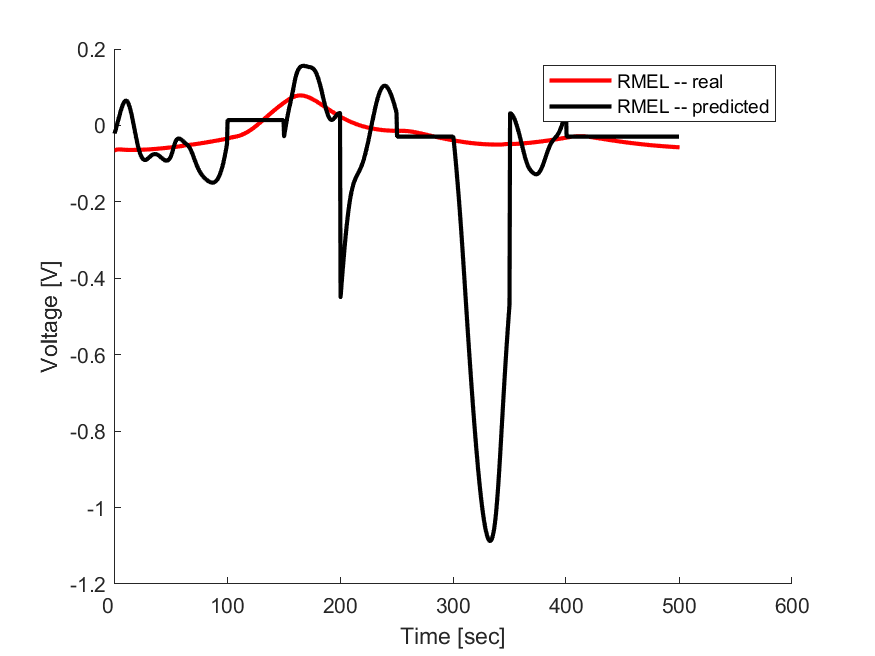 0.2
0
-0.2
-0.4
-0.6
-0.8
-1
-1.2
Voltage [V]
RMEL -- real
RMEL -- predicted
0 100 200 300 400 500 600
Time [sec]